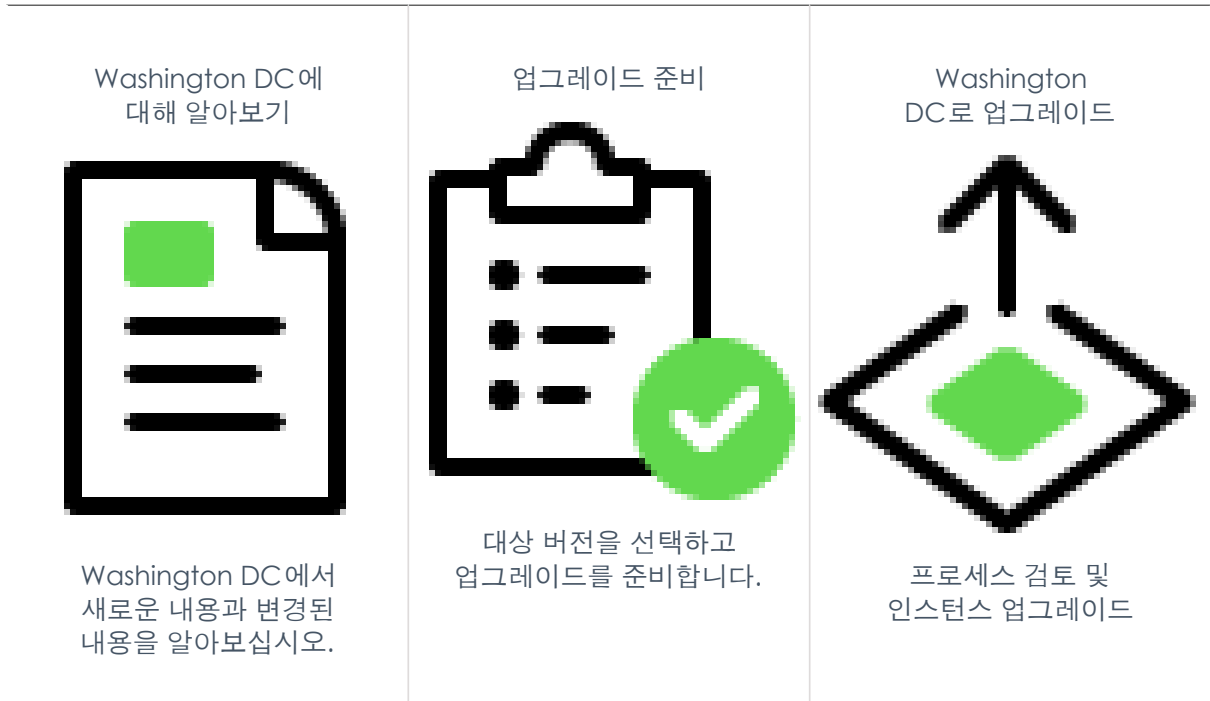 Washington DC에
대해 알아보기
Washington DC에서
새로운 내용과 변경된
내용을 알아보십시오.
업그레이드 준비
대상 버전을 선택하고
업그레이드를 준비합니다.
Washington
DC로 업그레이드
프로세스 검토 및
인스턴스 업그레이드